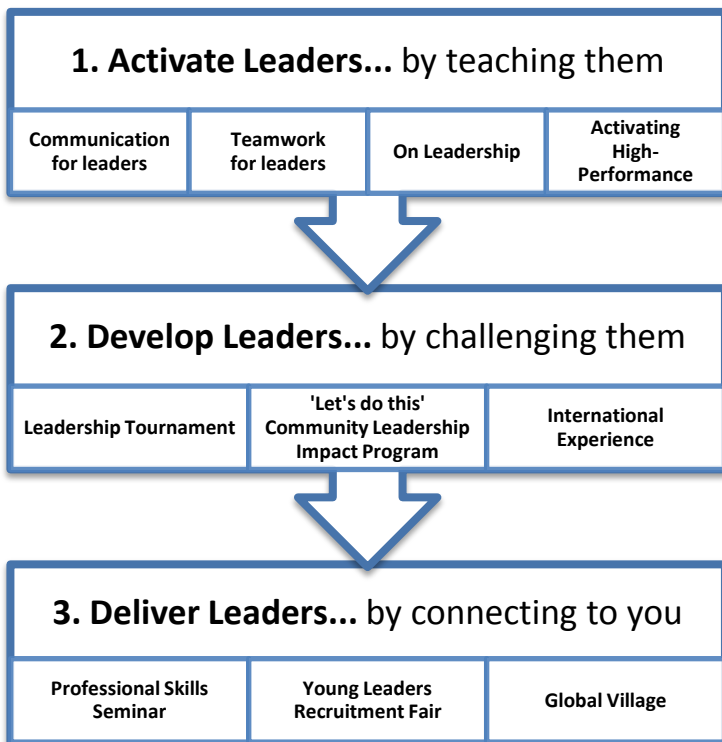 1. Activate Leaders... by teaching them
Communication
for leaders
Teamwork
for leaders
On Leadership
Activating
High-
Performance
2. Develop Leaders... by challenging them
Leadership Tournament
'Let's do this'
Community Leadership
Impact Program
International
Experience
3. Deliver Leaders... by connecting to you
Professional Skills
Seminar
Young Leaders
Recruitment Fair
Global Village